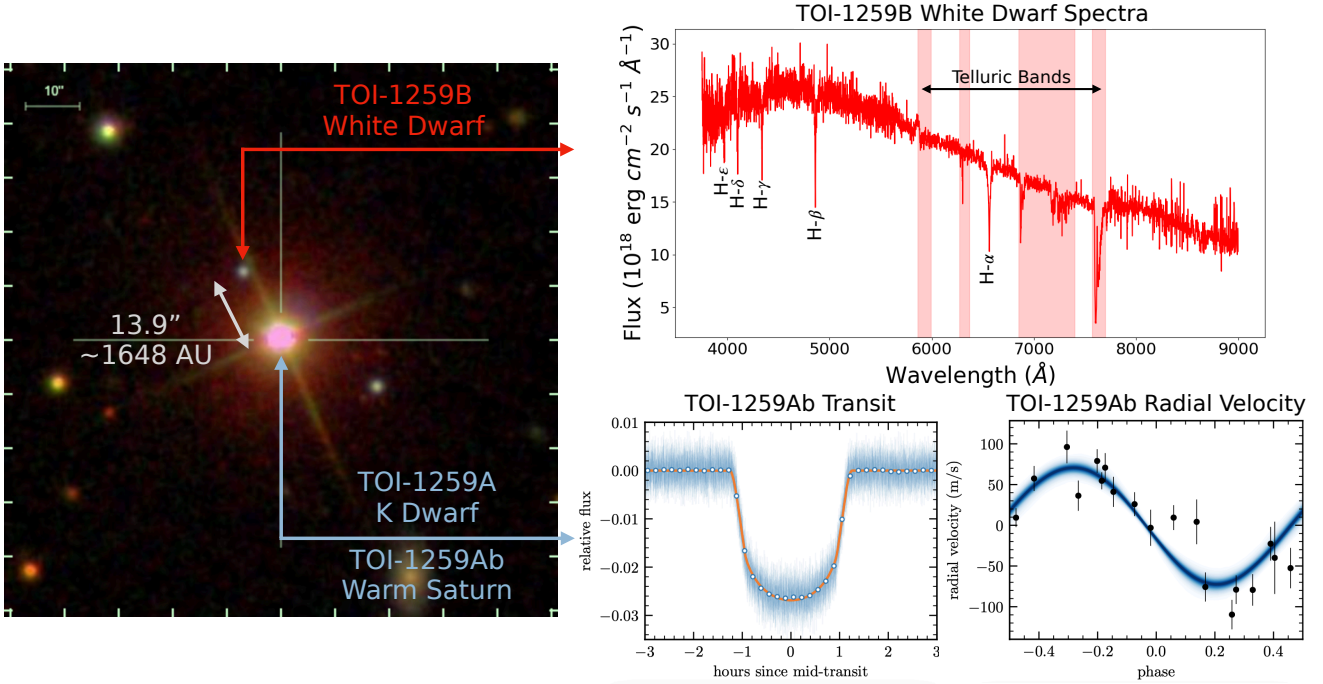 10"
TOI-1259B
White Dwarf
13.9”
~1648 AU
TOI-1259A
K Dwarf
TOI-1259Ab
Warm Saturn
TOI-1259B White Dwarf Spectra
Flux (10¹⁸ erg cm⁻² s⁻¹ Å⁻¹)
30
25
20
15
10
5
Telluric Bands
H-ε
H-δ
H-γ
H-β
H-α
4000 5000 6000 7000 8000 9000
Wavelength (Å)
TOI-1259Ab Transit
relative flux
0.01
0.00
−0.01
−0.02
−0.03
−3 −2 −1 0 1 2 3
hours since mid-transit
TOI-1259Ab Radial Velocity
radial velocity (m/s)
100
50
0
−50
−100
−0.4 −0.2 0.0 0.2 0.4
phase